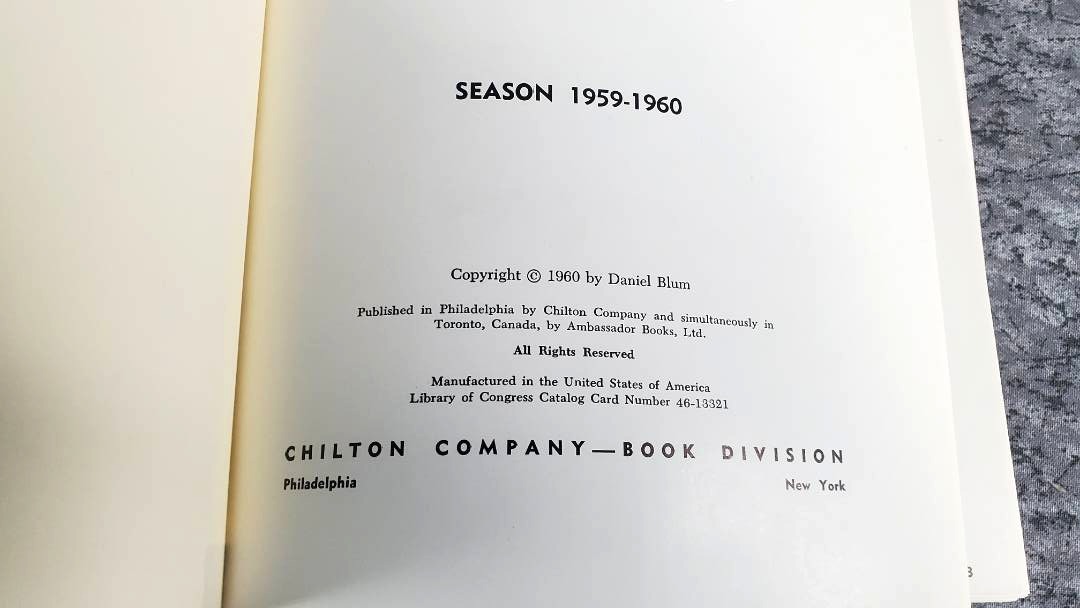 SEASON 1959-1960
Copyright © 1960 by Daniel Blum
Published in Philadelphia by Chilton Company and simultaneously in
Toronto, Canada, by Ambassador Books, Ltd.
All Rights Reserved
Manufactured in the United States of America
Library of Congress Catalog Card Number 46-13321
CHILTON COMPANY—BOOK DIVISION
Philadelphia New York
3